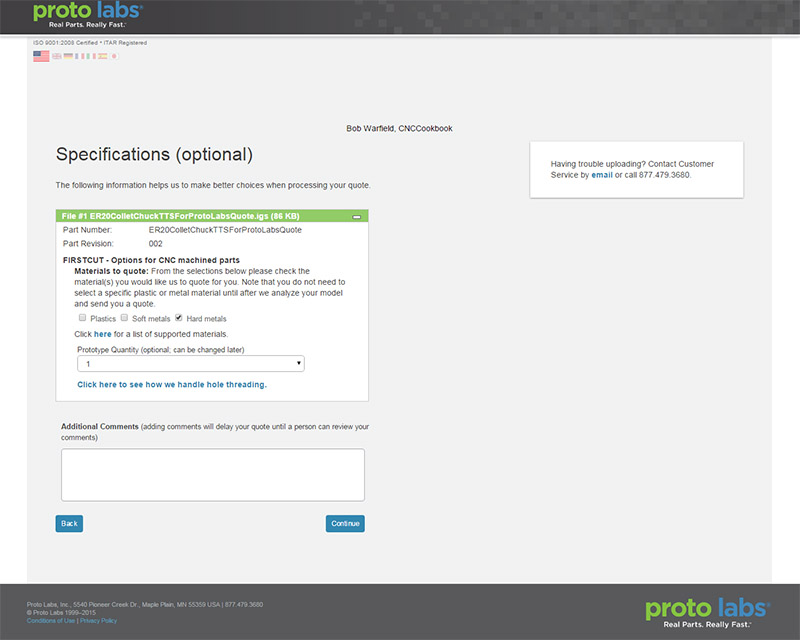 proto labs®
Real Parts. Really Fast.™
ISO 9001:2008 Certified • ITAR Registered
Bob Warfield, CNCCookbook
Specifications (optional)
Having trouble uploading? Contact Customer
Service by email or call 877.479.3680.
The following information helps us to make better choices when processing your quote.
File #1 ER20ColletChuckTTSForProtoLabsQuote.igs (86 KB)
Part Number: ER20ColletChuckTTSForProtoLabsQuote
Part Revision: 002
FIRSTCUT - Options for CNC machined parts
Materials to quote: From the selections below please check the
material(s) you would like us to quote for you. Note that you do not need to
select a specific plastic or metal material until after we analyze your model
and send you a quote.
Plastics Soft metals Hard metals
Click here for a list of supported materials.
Prototype Quantity (optional; can be changed later)
1
Click here to see how we handle hole threading.
Additional Comments (adding comments will delay your quote until a person can review your
comments)
Back Continue
Proto Labs, Inc., 5540 Pioneer Creek Dr., Maple Plain, MN 55359 USA | 877.479.3680
© Proto Labs 1999–2015
Conditions of Use | Privacy Policy
proto labs®
Real Parts. Really Fast.™